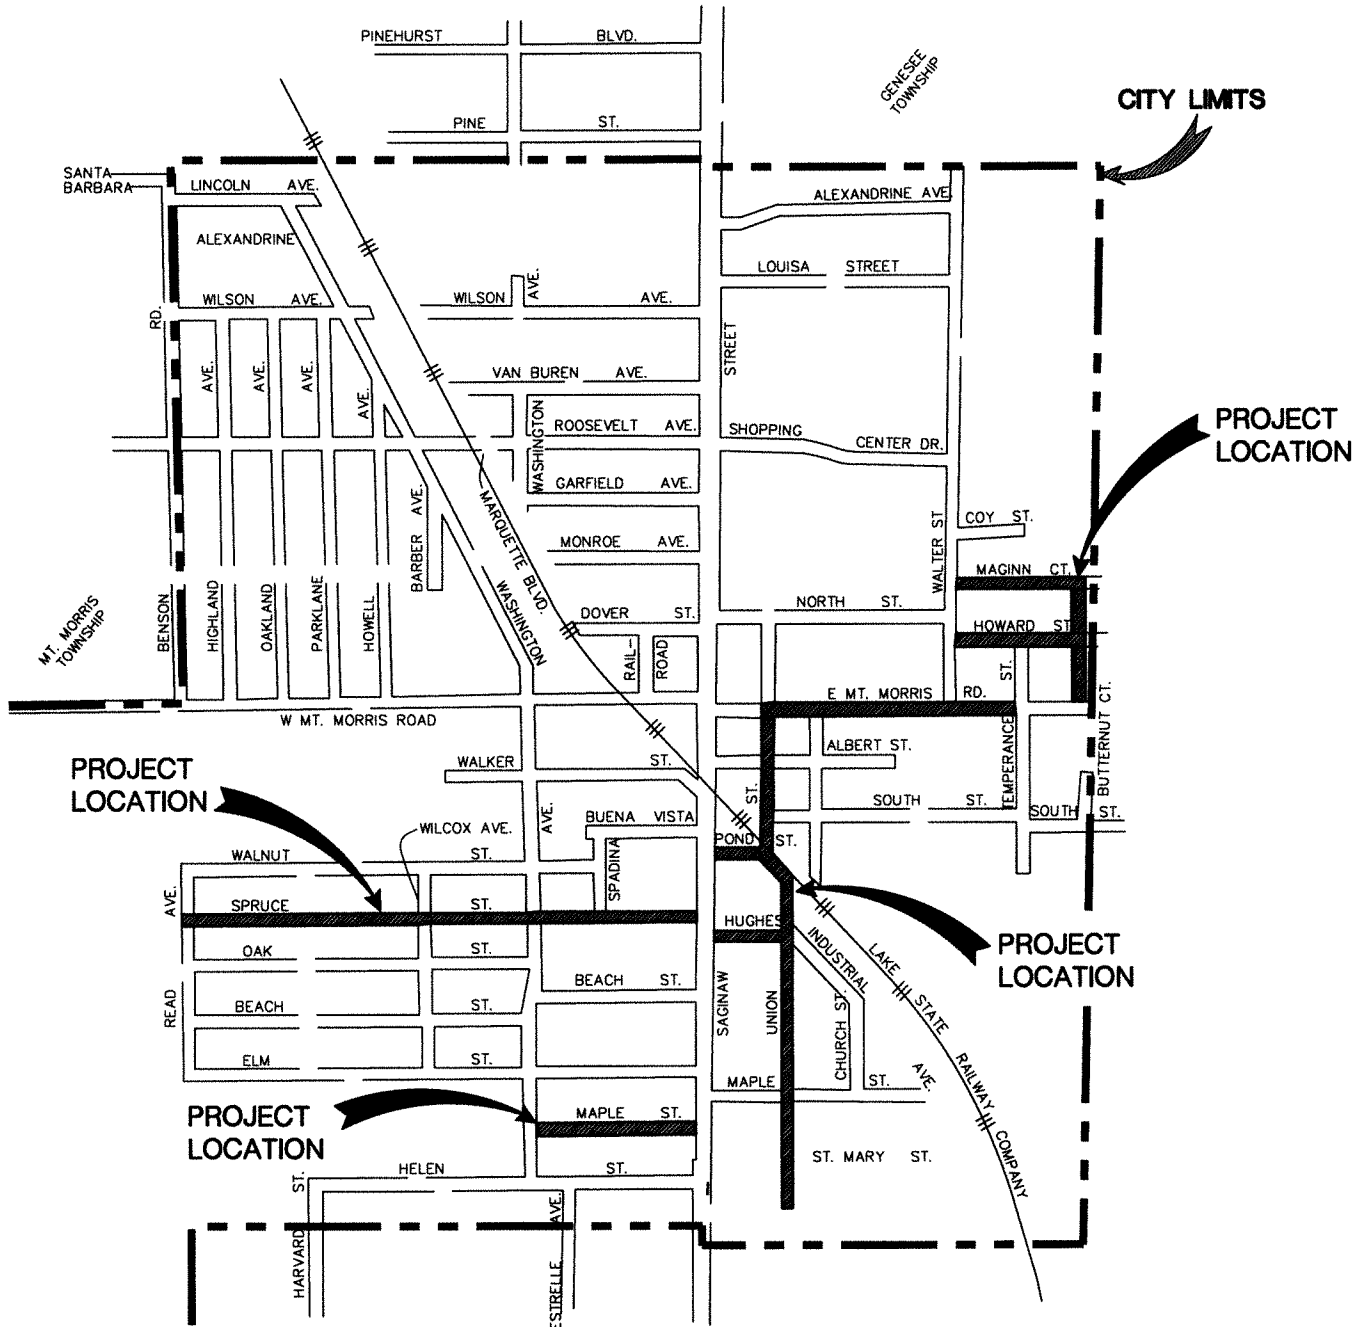 PINEHURST BLVD.
GENESEE
TOWNSHIP
CITY LIMITS
PINE ST.
SANTA
BARBARA
LINCOLN AVE.
ALEXANDRINE AVE.
ALEXANDRINE
LOUISA STREET
WILSON AVE.
WILSON AVE.
AVE.
RD.
STREET
VAN BUREN AVE.
AVE.
AVE.
AVE.
AVE.
WASHINGTON
ROOSEVELT AVE.
SHOPPING CENTER DR.
PROJECT
LOCATION
GARFIELD AVE.
MARQUETTE BLVD.
BARBER AVE.
WALTER ST
COY ST.
MONROE AVE.
MAGINN CT.
MT. MORRIS
TOWNSHIP
BENSON
HIGHLAND
OAKLAND
PARKLANE
HOWELL
WASHINGTON
DOVER ST.
NORTH ST.
HOWARD ST
RAIL-
ROAD
ST.
E MT. MORRIS RD.
W MT. MORRIS ROAD
BUTTERNUT CT.
TEMPERANCE
ALBERT ST.
WALKER ST.
PROJECT
LOCATION
ST.
SOUTH ST.
SOUTH ST.
AVE.
BUENA VISTA
WILCOX AVE.
POND ST.
WALNUT ST.
SPADINA
AVE.
SPRUCE ST.
HUGHES
INDUSTRIAL
PROJECT
LOCATION
OAK ST.
LAKE STATE RAILWAY COMPANY
BEACH ST.
READ
BEACH ST.
SAGINAW
UNION
CHURCH ST.
ELM ST.
AVE.
MAPLE ST.
PROJECT
LOCATION
MAPLE ST.
ST. MARY ST.
HELEN ST.
ST.
AVE.
HARVARD
ESTRELLE